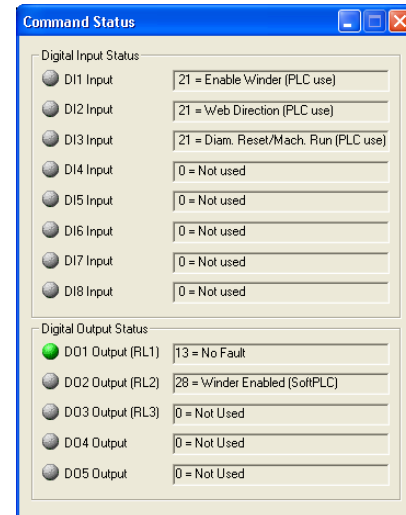 Command Status
Digital Input Status
DI1 Input 21 = Enable Winder (PLC use)
DI2 Input 21 = Web Direction (PLC use)
DI3 Input 21 = Diam. Reset/Mach. Run (PLC use)
DI4 Input 0 = Not used
DI5 Input 0 = Not used
DI6 Input 0 = Not used
DI7 Input 0 = Not used
DI8 Input 0 = Not used
Digital Output Status
DO1 Output (RL1) 13 = No Fault
DO2 Output (RL2) 28 = Winder Enabled (SoftPLC)
DO3 Output (RL3) 0 = Not Used
DO4 Output 0 = Not Used
DO5 Output 0 = Not Used